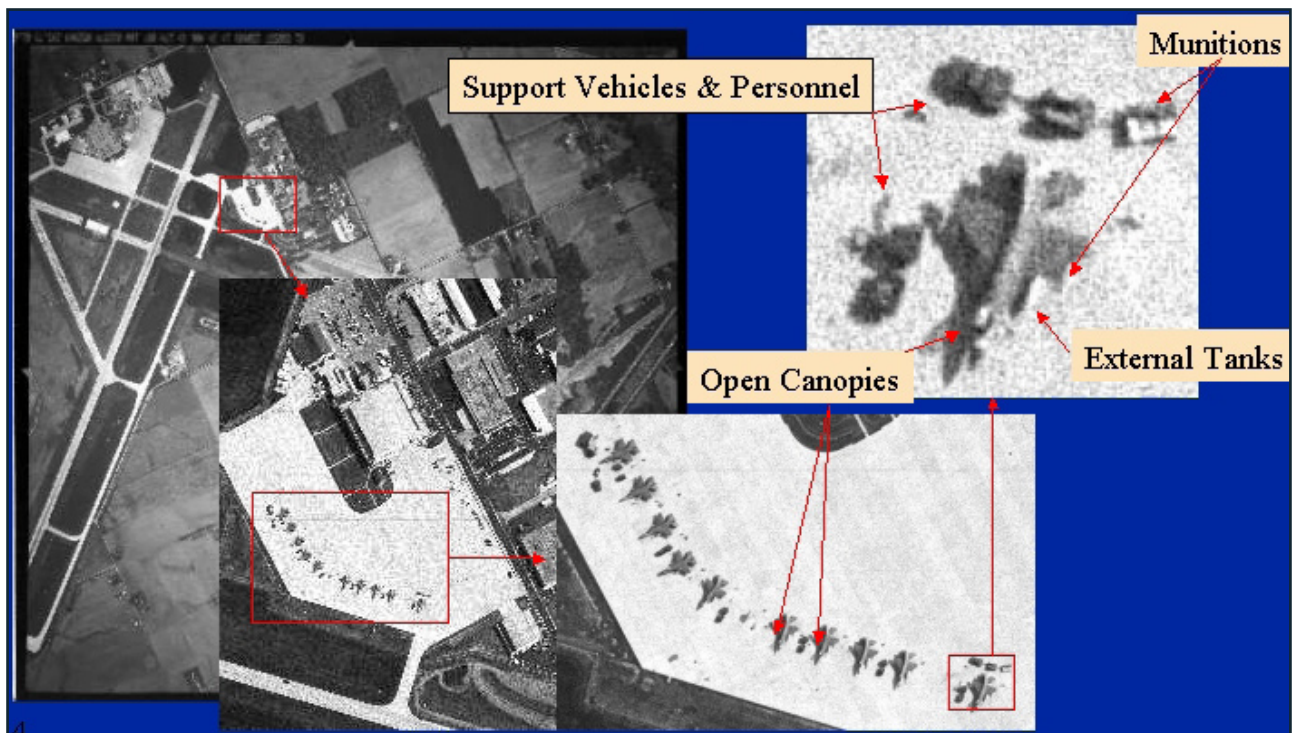 Support Vehicles & Personnel
Munitions
External Tanks
Open Canopies
4